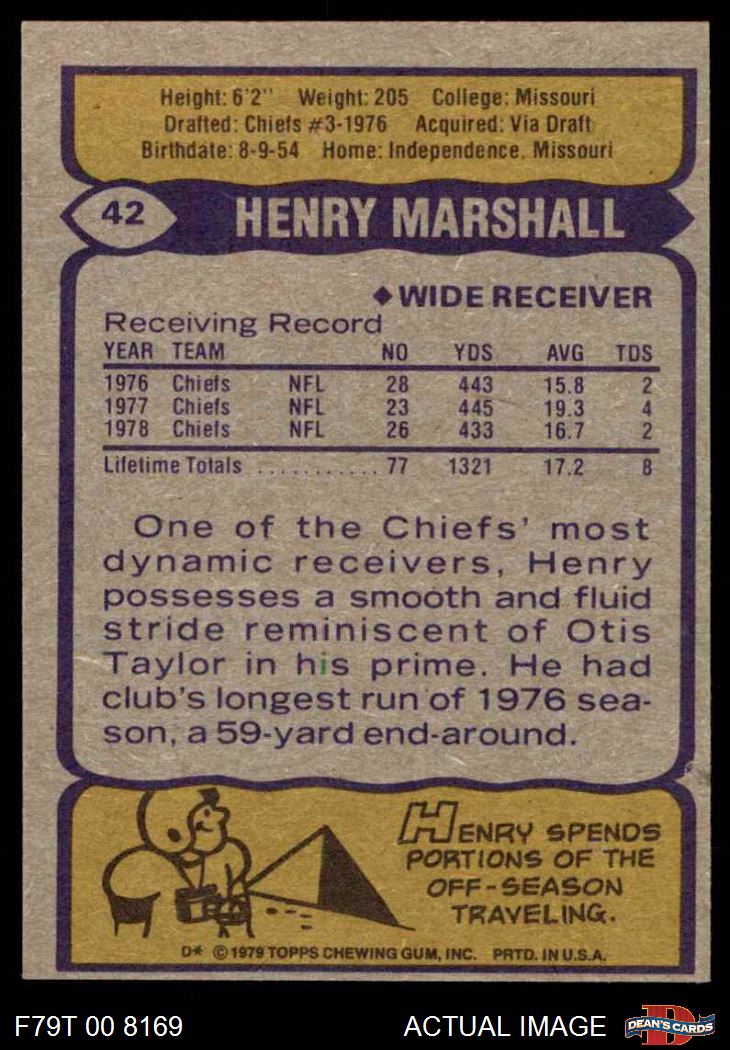 Height: 6'2" Weight: 205 College: Missouri
Drafted: Chiefs #3-1976 Acquired: Via Draft
Birthdate: 8-9-54 Home: Independence, Missouri
42 HENRY MARSHALL
◆ WIDE RECEIVER
Receiving Record
YEAR TEAM NO YDS AVG TDS
1976 Chiefs NFL 28 443 15.8 2
1977 Chiefs NFL 23 445 19.3 4
1978 Chiefs NFL 26 433 16.7 2
Lifetime Totals ............ 77 1321 17.2 8
One of the Chiefs' most
dynamic receivers, Henry
possesses a smooth and fluid
stride reminiscent of Otis
Taylor in his prime. He had
club's longest run of 1976 sea-
son, a 59-yard end-around.
HENRY SPENDS
PORTIONS OF THE
OFF-SEASON
TRAVELING.
D* © 1979 TOPPS CHEWING GUM, INC. PRTD. IN U.S.A.
F79T 00 8169 ACTUAL IMAGE D DEAN'S CARDS